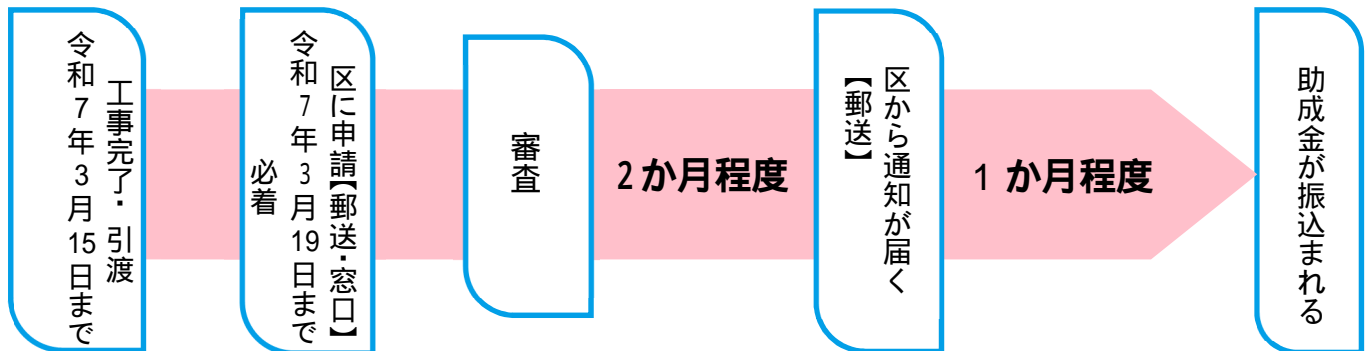 工事完了・引渡
令和7年3月15日まで
区に申請【郵送・窓口】
令和7年3月19日まで
必着
審査
2か月程度
区から通知が届く
【郵送】
1か月程度
助成金が振込まれる